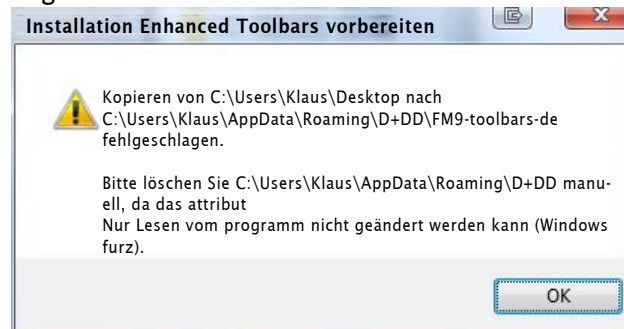 Installation Enhanced Toolbars vorbereiten
Kopieren von C:\Users\Klaus\Desktop nach
C:\Users\Klaus\AppData\Roaming\D+DD\FM9-toolbars-de
fehlgeschlagen.
Bitte löschen Sie C:\Users\Klaus\AppData\Roaming\D+DD manu-
ell, da das attribut
Nur Lesen vom programm nicht geändert werden kann (Windows
furz).
OK